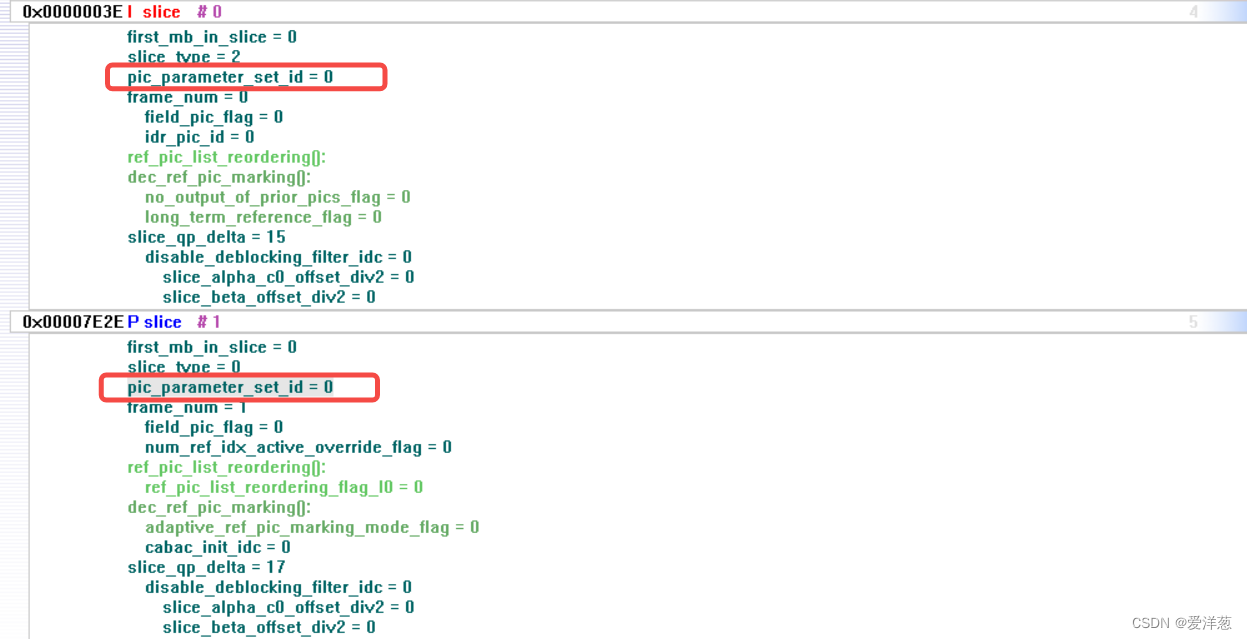 0x0000003E I slice # 0 4
first_mb_in_slice = 0
slice_type = 2
pic_parameter_set_id = 0
frame_num = 0
field_pic_flag = 0
idr_pic_id = 0
ref_pic_list_reordering():
dec_ref_pic_marking():
no_output_of_prior_pics_flag = 0
long_term_reference_flag = 0
slice_qp_delta = 15
disable_deblocking_filter_idc = 0
slice_alpha_c0_offset_div2 = 0
slice_beta_offset_div2 = 0
0x00007E2E P slice # 1 5
first_mb_in_slice = 0
slice_type = 0
pic_parameter_set_id = 0
frame_num = 1
field_pic_flag = 0
num_ref_idx_active_override_flag = 0
ref_pic_list_reordering():
ref_pic_list_reordering_flag_l0 = 0
dec_ref_pic_marking():
adaptive_ref_pic_marking_mode_flag = 0
cabac_init_idc = 0
slice_qp_delta = 17
disable_deblocking_filter_idc = 0
slice_alpha_c0_offset_div2 = 0
slice_beta_offset_div2 = 0
CSDN @爱洋葱